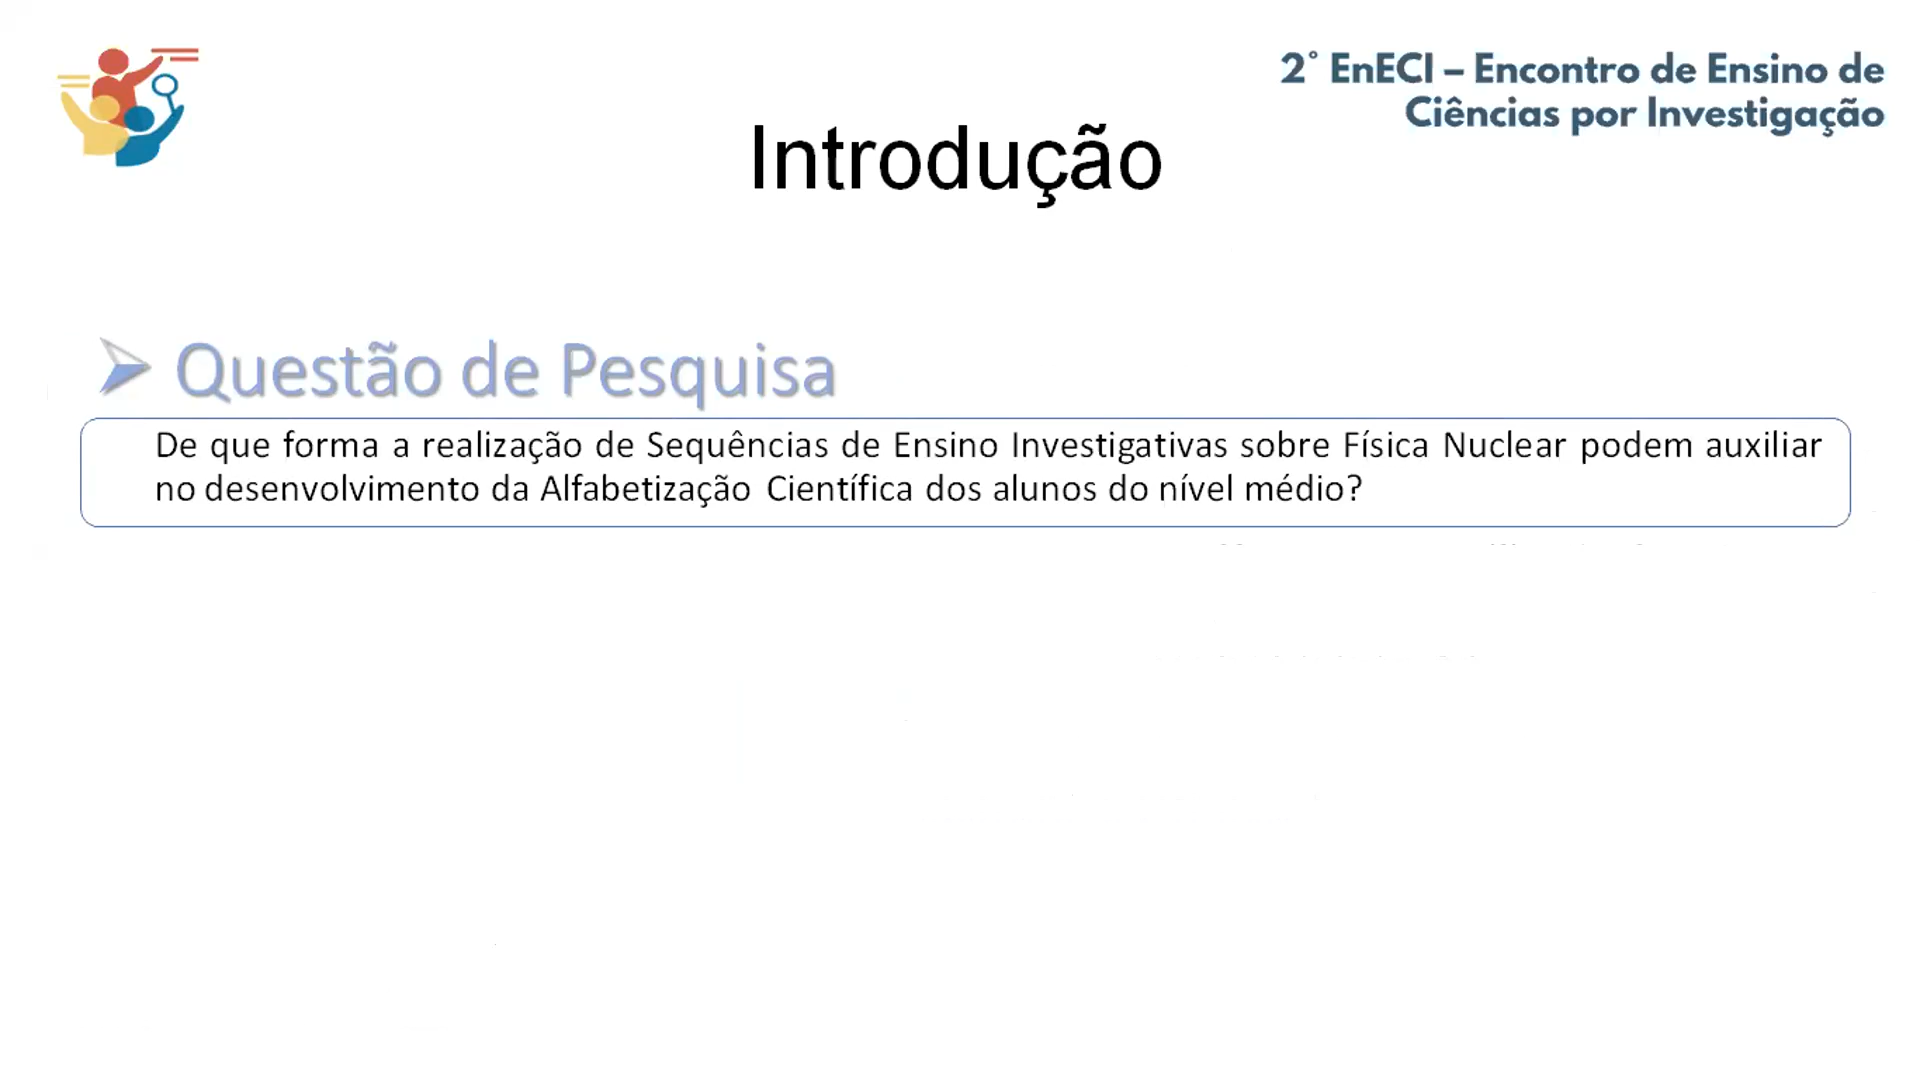 2° EnECI – Encontro de Ensino de
Ciências por Investigação
Introdução
Questão de Pesquisa
De que forma a realização de Sequências de Ensino Investigativas sobre Física Nuclear podem auxiliar
no desenvolvimento da Alfabetização Científica dos alunos do nível médio?